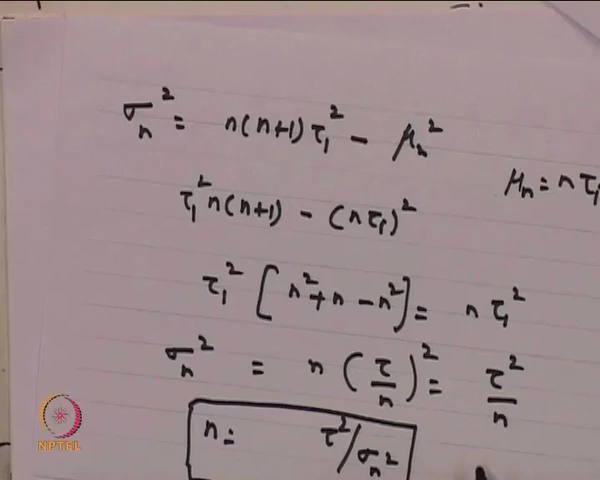 σₙ² = n(n+1)τ₁² − μₙ²
μₙ = nτ₁
τ₁² n(n+1) − (nτ₁)²
τ₁² [n² + n − n²] = nτ₁²
σₙ² = n (τ/n)² = τ²/n
n = τ²/σₙ²
NPTEL